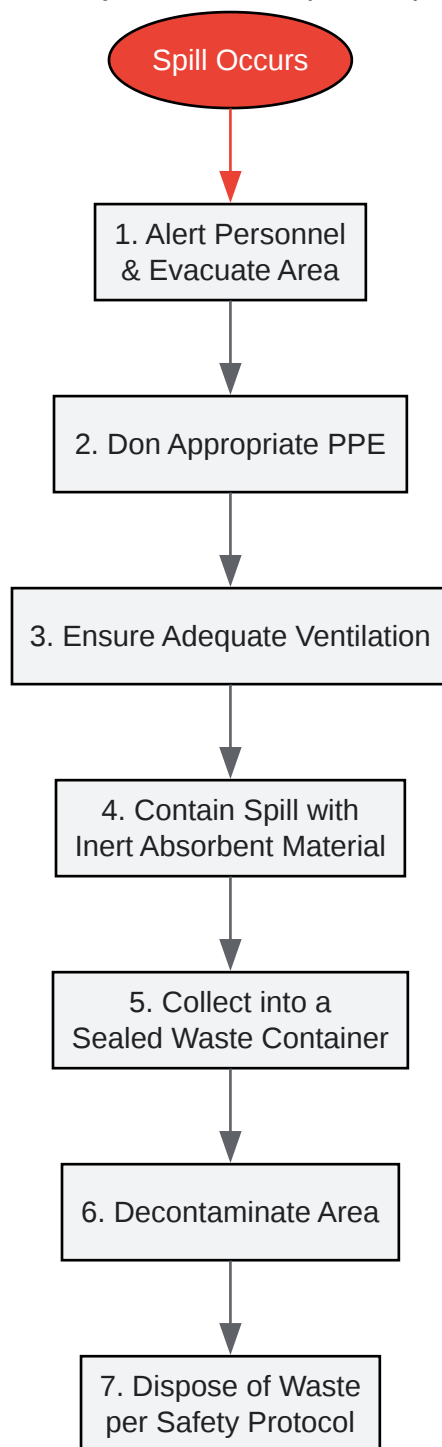 Spill Occurs
1. Alert Personnel
& Evacuate Area
2. Don Appropriate PPE
3. Ensure Adequate Ventilation
4. Contain Spill with
Inert Absorbent Material
5. Collect into a
Sealed Waste Container
6. Decontaminate Area
7. Dispose of Waste
per Safety Protocol